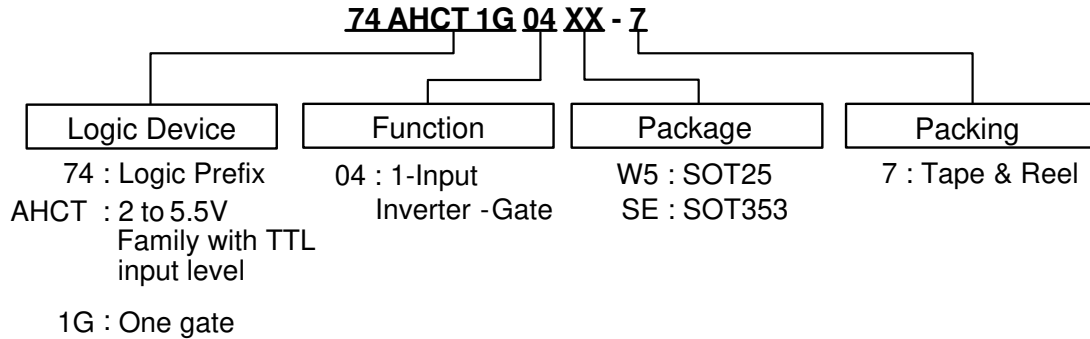 74 AHCT 1G 04 XX - 7
Logic Device
74 : Logic Prefix
AHCT : 2 to 5.5V
Family with TTL
input level
1G : One gate
Function
04 : 1-Input
Inverter -Gate
Package
W5 : SOT25
SE : SOT353
Packing
7 : Tape & Reel